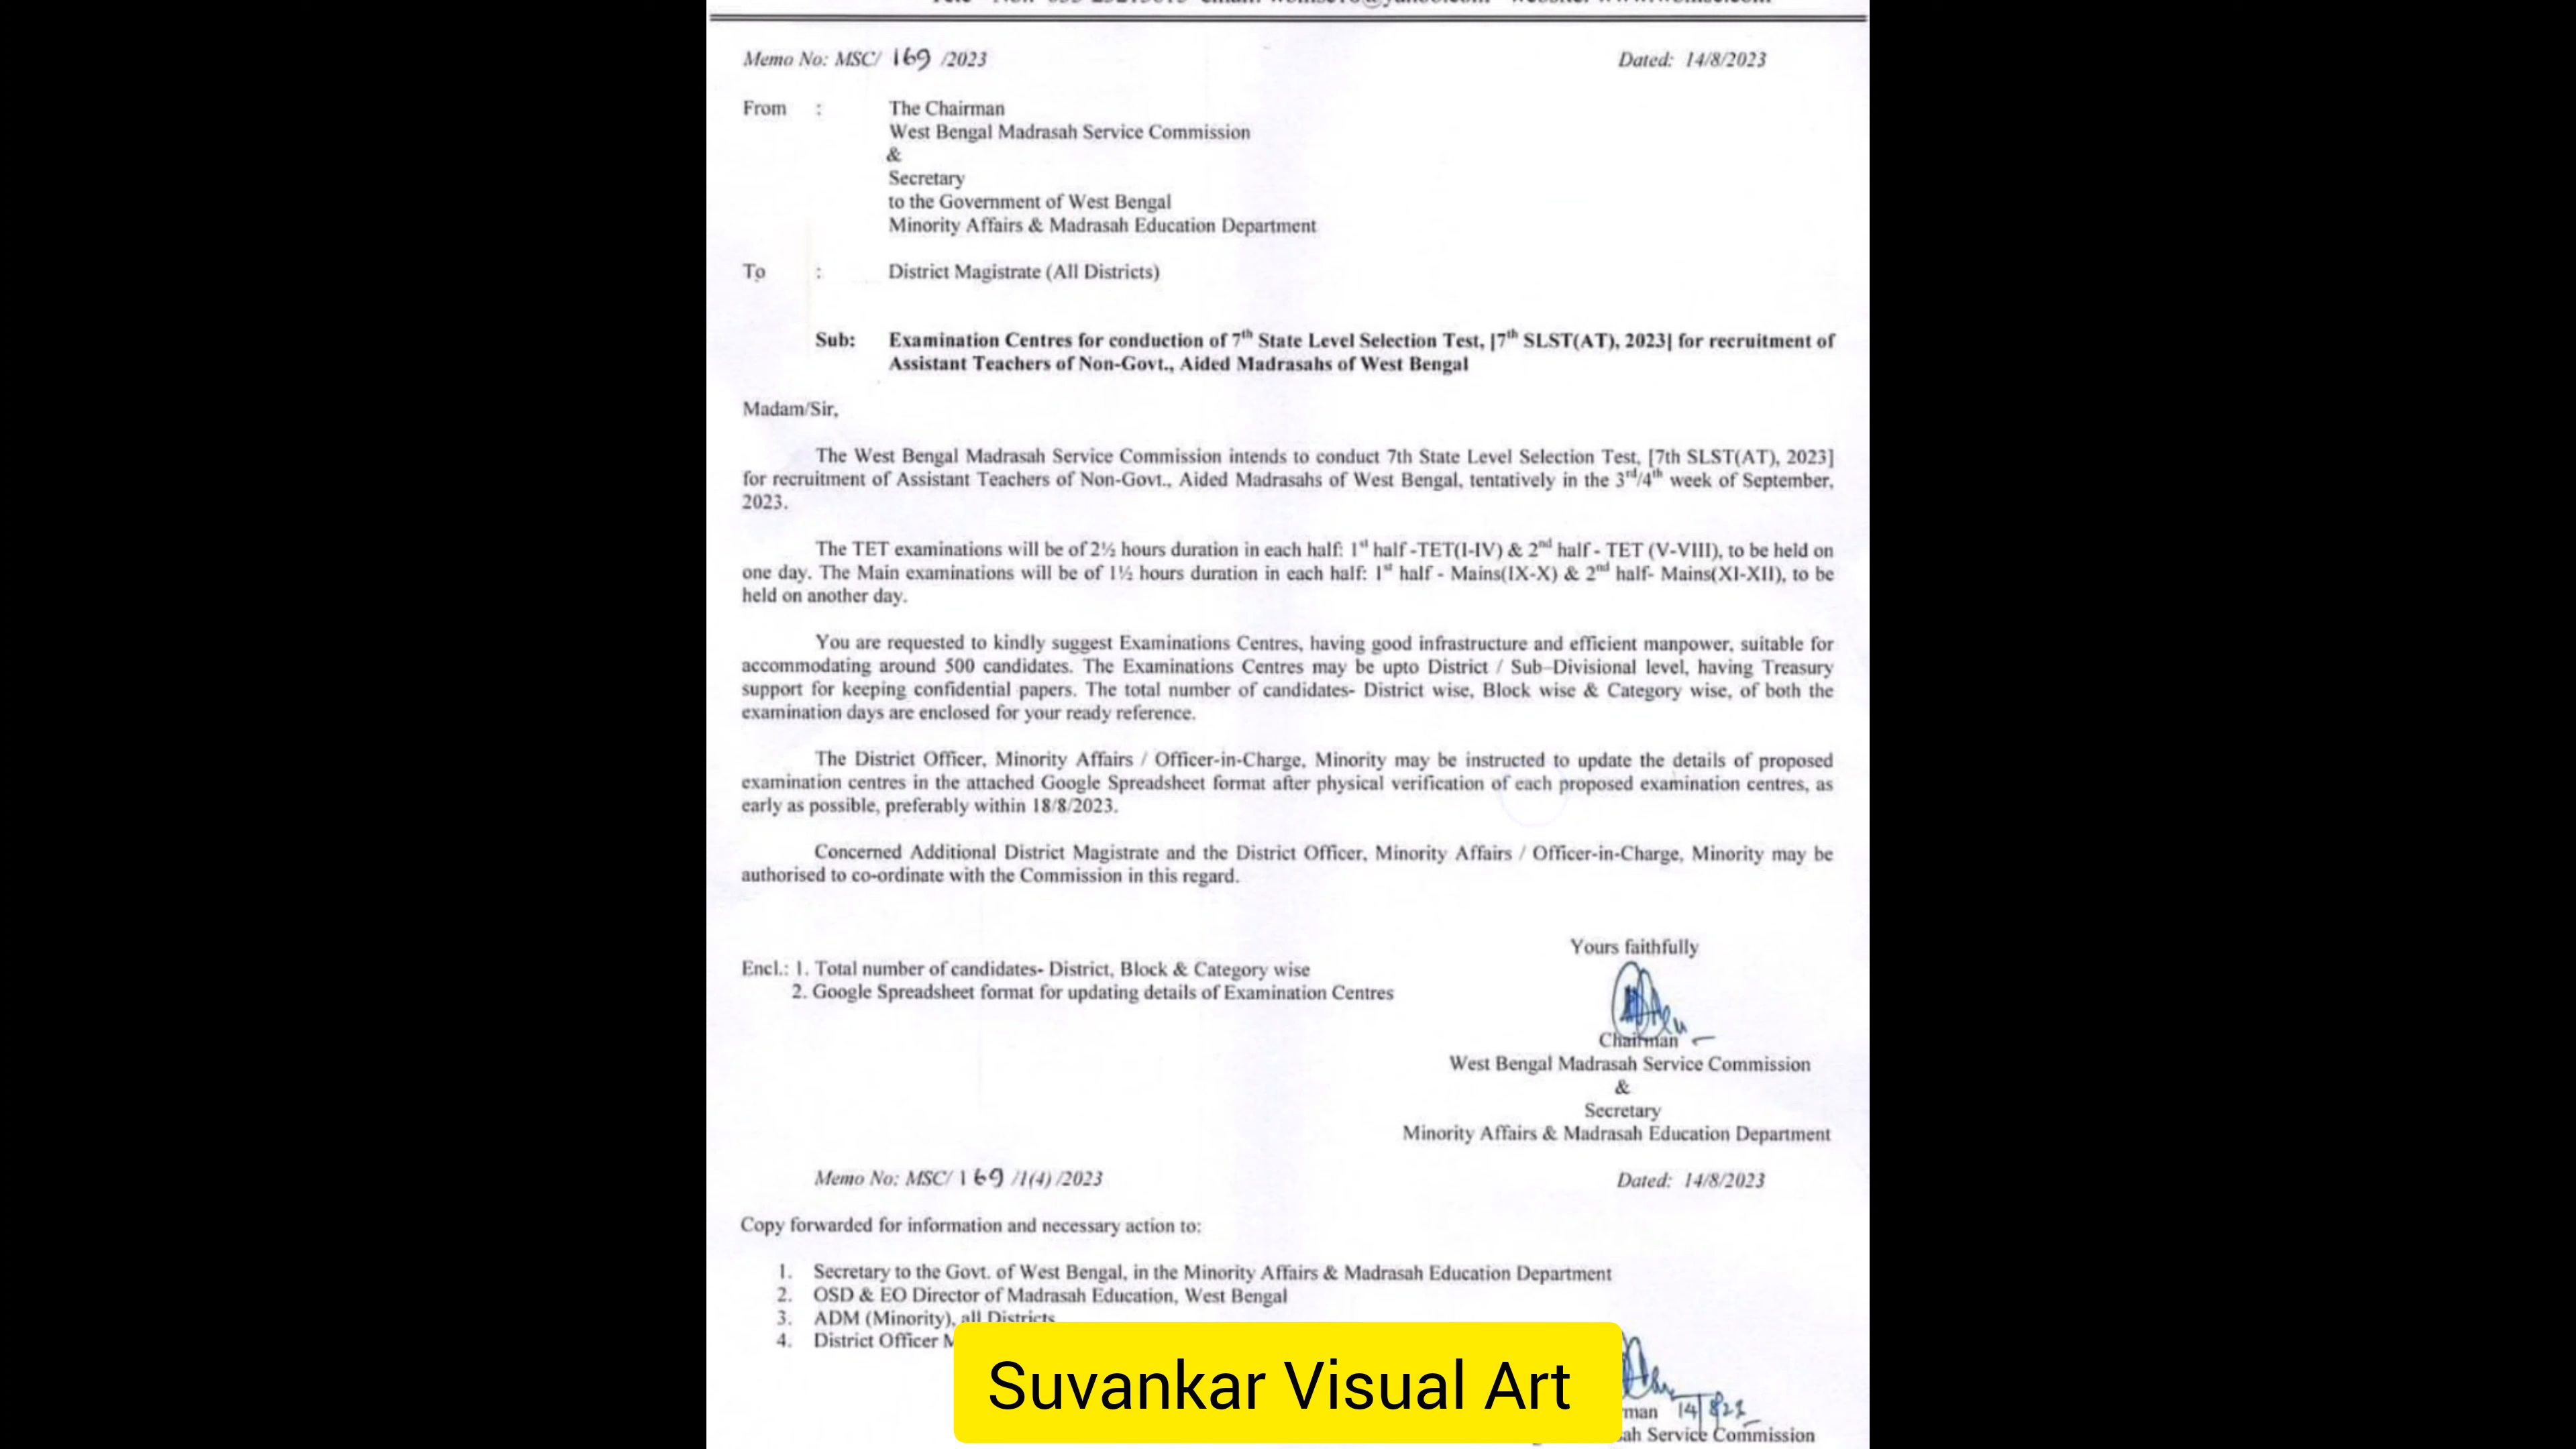 Memo No: MSC/ 169 /2023 Dated: 14/8/2023
From : The Chairman
West Bengal Madrasah Service Commission
&
Secretary
to the Government of West Bengal
Minority Affairs & Madrasah Education Department
To : District Magistrate (All Districts)
Sub: Examination Centres for conduction of 7th State Level Selection Test, [7th SLST(AT), 2023] for recruitment of
Assistant Teachers of Non-Govt., Aided Madrasahs of West Bengal
Madam/Sir,
The West Bengal Madrasah Service Commission intends to conduct 7th State Level Selection Test, [7th SLST(AT), 2023]
for recruitment of Assistant Teachers of Non-Govt., Aided Madrasahs of West Bengal, tentatively in the 3rd/4th week of September,
2023.
The TET examinations will be of 2½ hours duration in each half: 1st half -TET(I-IV) & 2nd half - TET (V-VIII), to be held on
one day. The Main examinations will be of 1½ hours duration in each half: 1st half - Mains(IX-X) & 2nd half- Mains(XI-XII), to be
held on another day.
You are requested to kindly suggest Examinations Centres, having good infrastructure and efficient manpower, suitable for
accommodating around 500 candidates. The Examinations Centres may be upto District / Sub–Divisional level, having Treasury
support for keeping confidential papers. The total number of candidates- District wise, Block wise & Category wise, of both the
examination days are enclosed for your ready reference.
The District Officer, Minority Affairs / Officer-in-Charge, Minority may be instructed to update the details of proposed
examination centres in the attached Google Spreadsheet format after physical verification of each proposed examination centres, as
early as possible, preferably within 18/8/2023.
Concerned Additional District Magistrate and the District Officer, Minority Affairs / Officer-in-Charge, Minority may be
authorised to co-ordinate with the Commission in this regard.
Yours faithfully
Encl.: 1. Total number of candidates- District, Block & Category wise
2. Google Spreadsheet format for updating details of Examination Centres
Chairman
West Bengal Madrasah Service Commission
&
Secretary
Minority Affairs & Madrasah Education Department
Memo No: MSC/ 169 /1(4) /2023 Dated: 14/8/2023
Copy forwarded for information and necessary action to:
1. Secretary to the Govt. of West Bengal, in the Minority Affairs & Madrasah Education Department
2. OSD & EO Director of Madrasah Education, West Bengal
3. ADM (Minority), all Districts
4. District Officer
Suvankar Visual Art
Service Commission